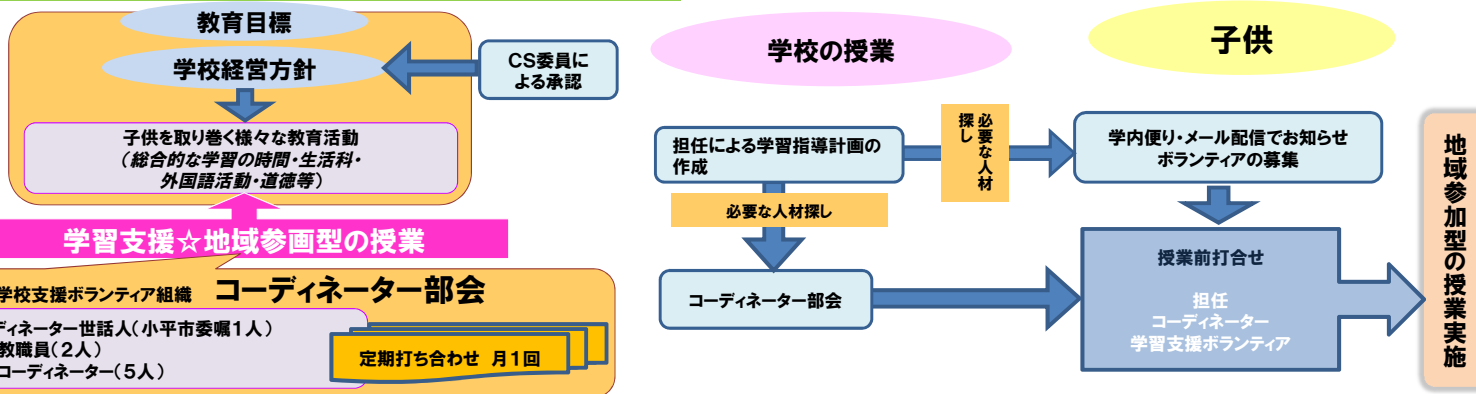 教育目標
学校経営方針
CS委員に
よる承認
子供を取り巻く様々な教育活動
(総合的な学習の時間・生活科・
外国語活動・道徳等)
学習支援☆地域参画型の授業
学校支援ボランティア組織 コーディネーター部会
ディネーター世話人(小平市委嘱1人)
教職員(2人)
コーディネーター(5人)
定期打ち合わせ 月1回
学校の授業
子供
担任による学習指導計画の
作成
必要な人材
探し
学内便り・メール配信でお知らせ
ボランティアの募集
必要な人材探し
コーディネーター部会
授業前打合せ
担任
コーディネーター
学習支援ボランティア
地域参加型の授業実施